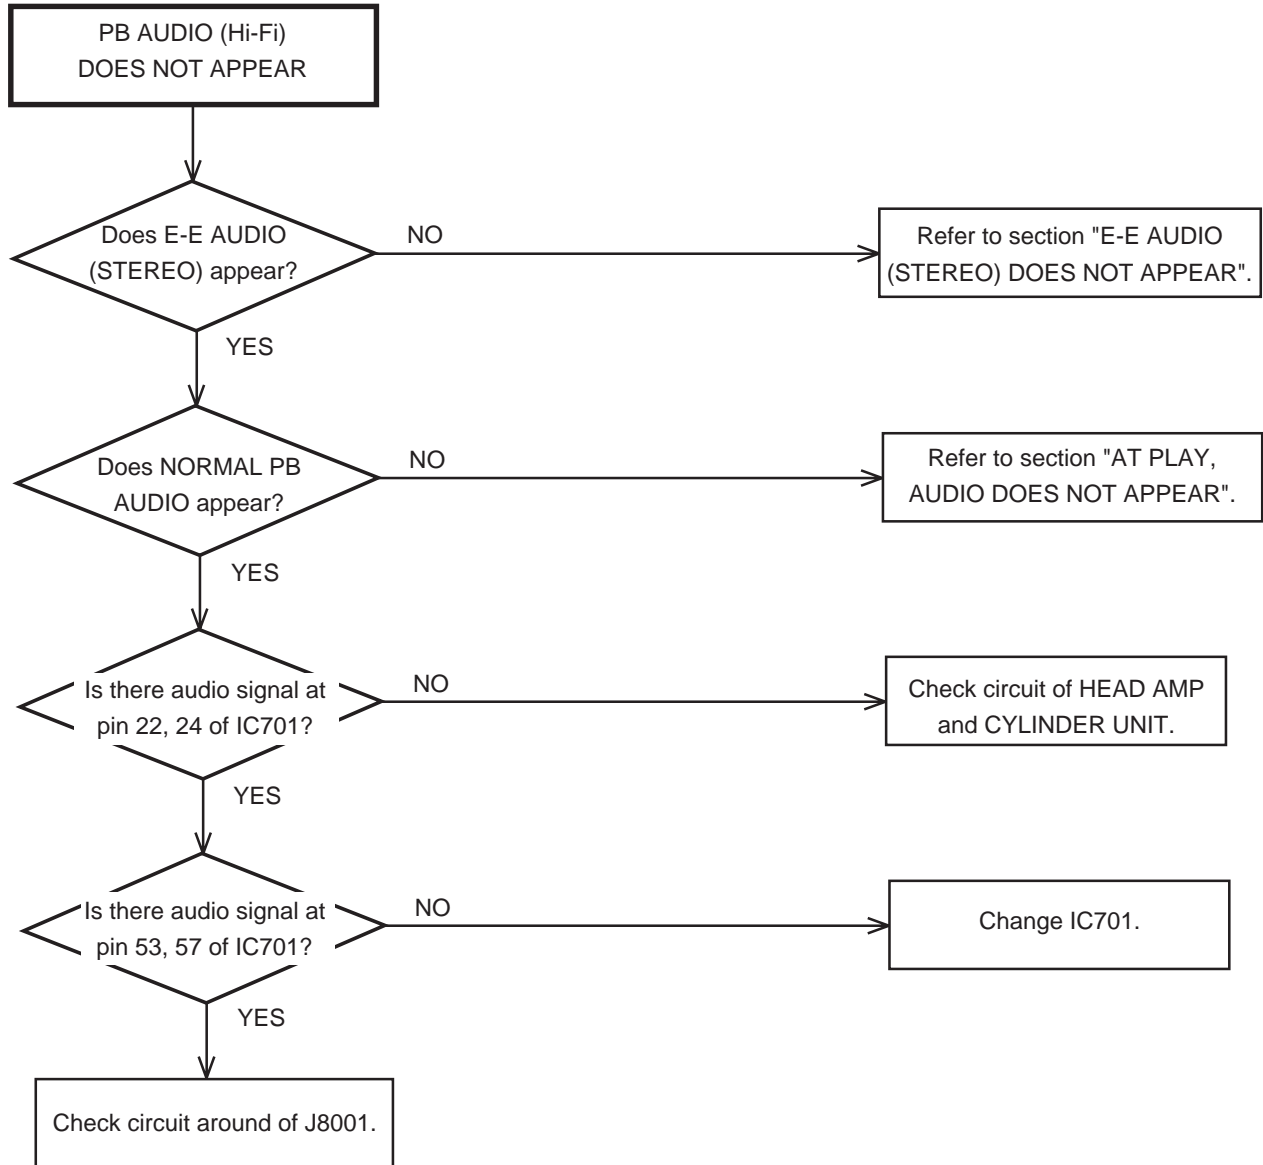 PB AUDIO (Hi-Fi)
DOES NOT APPEAR
Does E-E AUDIO
(STEREO) appear?
NO
Refer to section "E-E AUDIO
(STEREO) DOES NOT APPEAR".
YES
Does NORMAL PB
AUDIO appear?
NO
Refer to section "AT PLAY,
AUDIO DOES NOT APPEAR".
YES
Is there audio signal at
pin 22, 24 of IC701?
NO
Check circuit of HEAD AMP
and CYLINDER UNIT.
YES
Is there audio signal at
pin 53, 57 of IC701?
NO
Change IC701.
YES
Check circuit around of J8001.